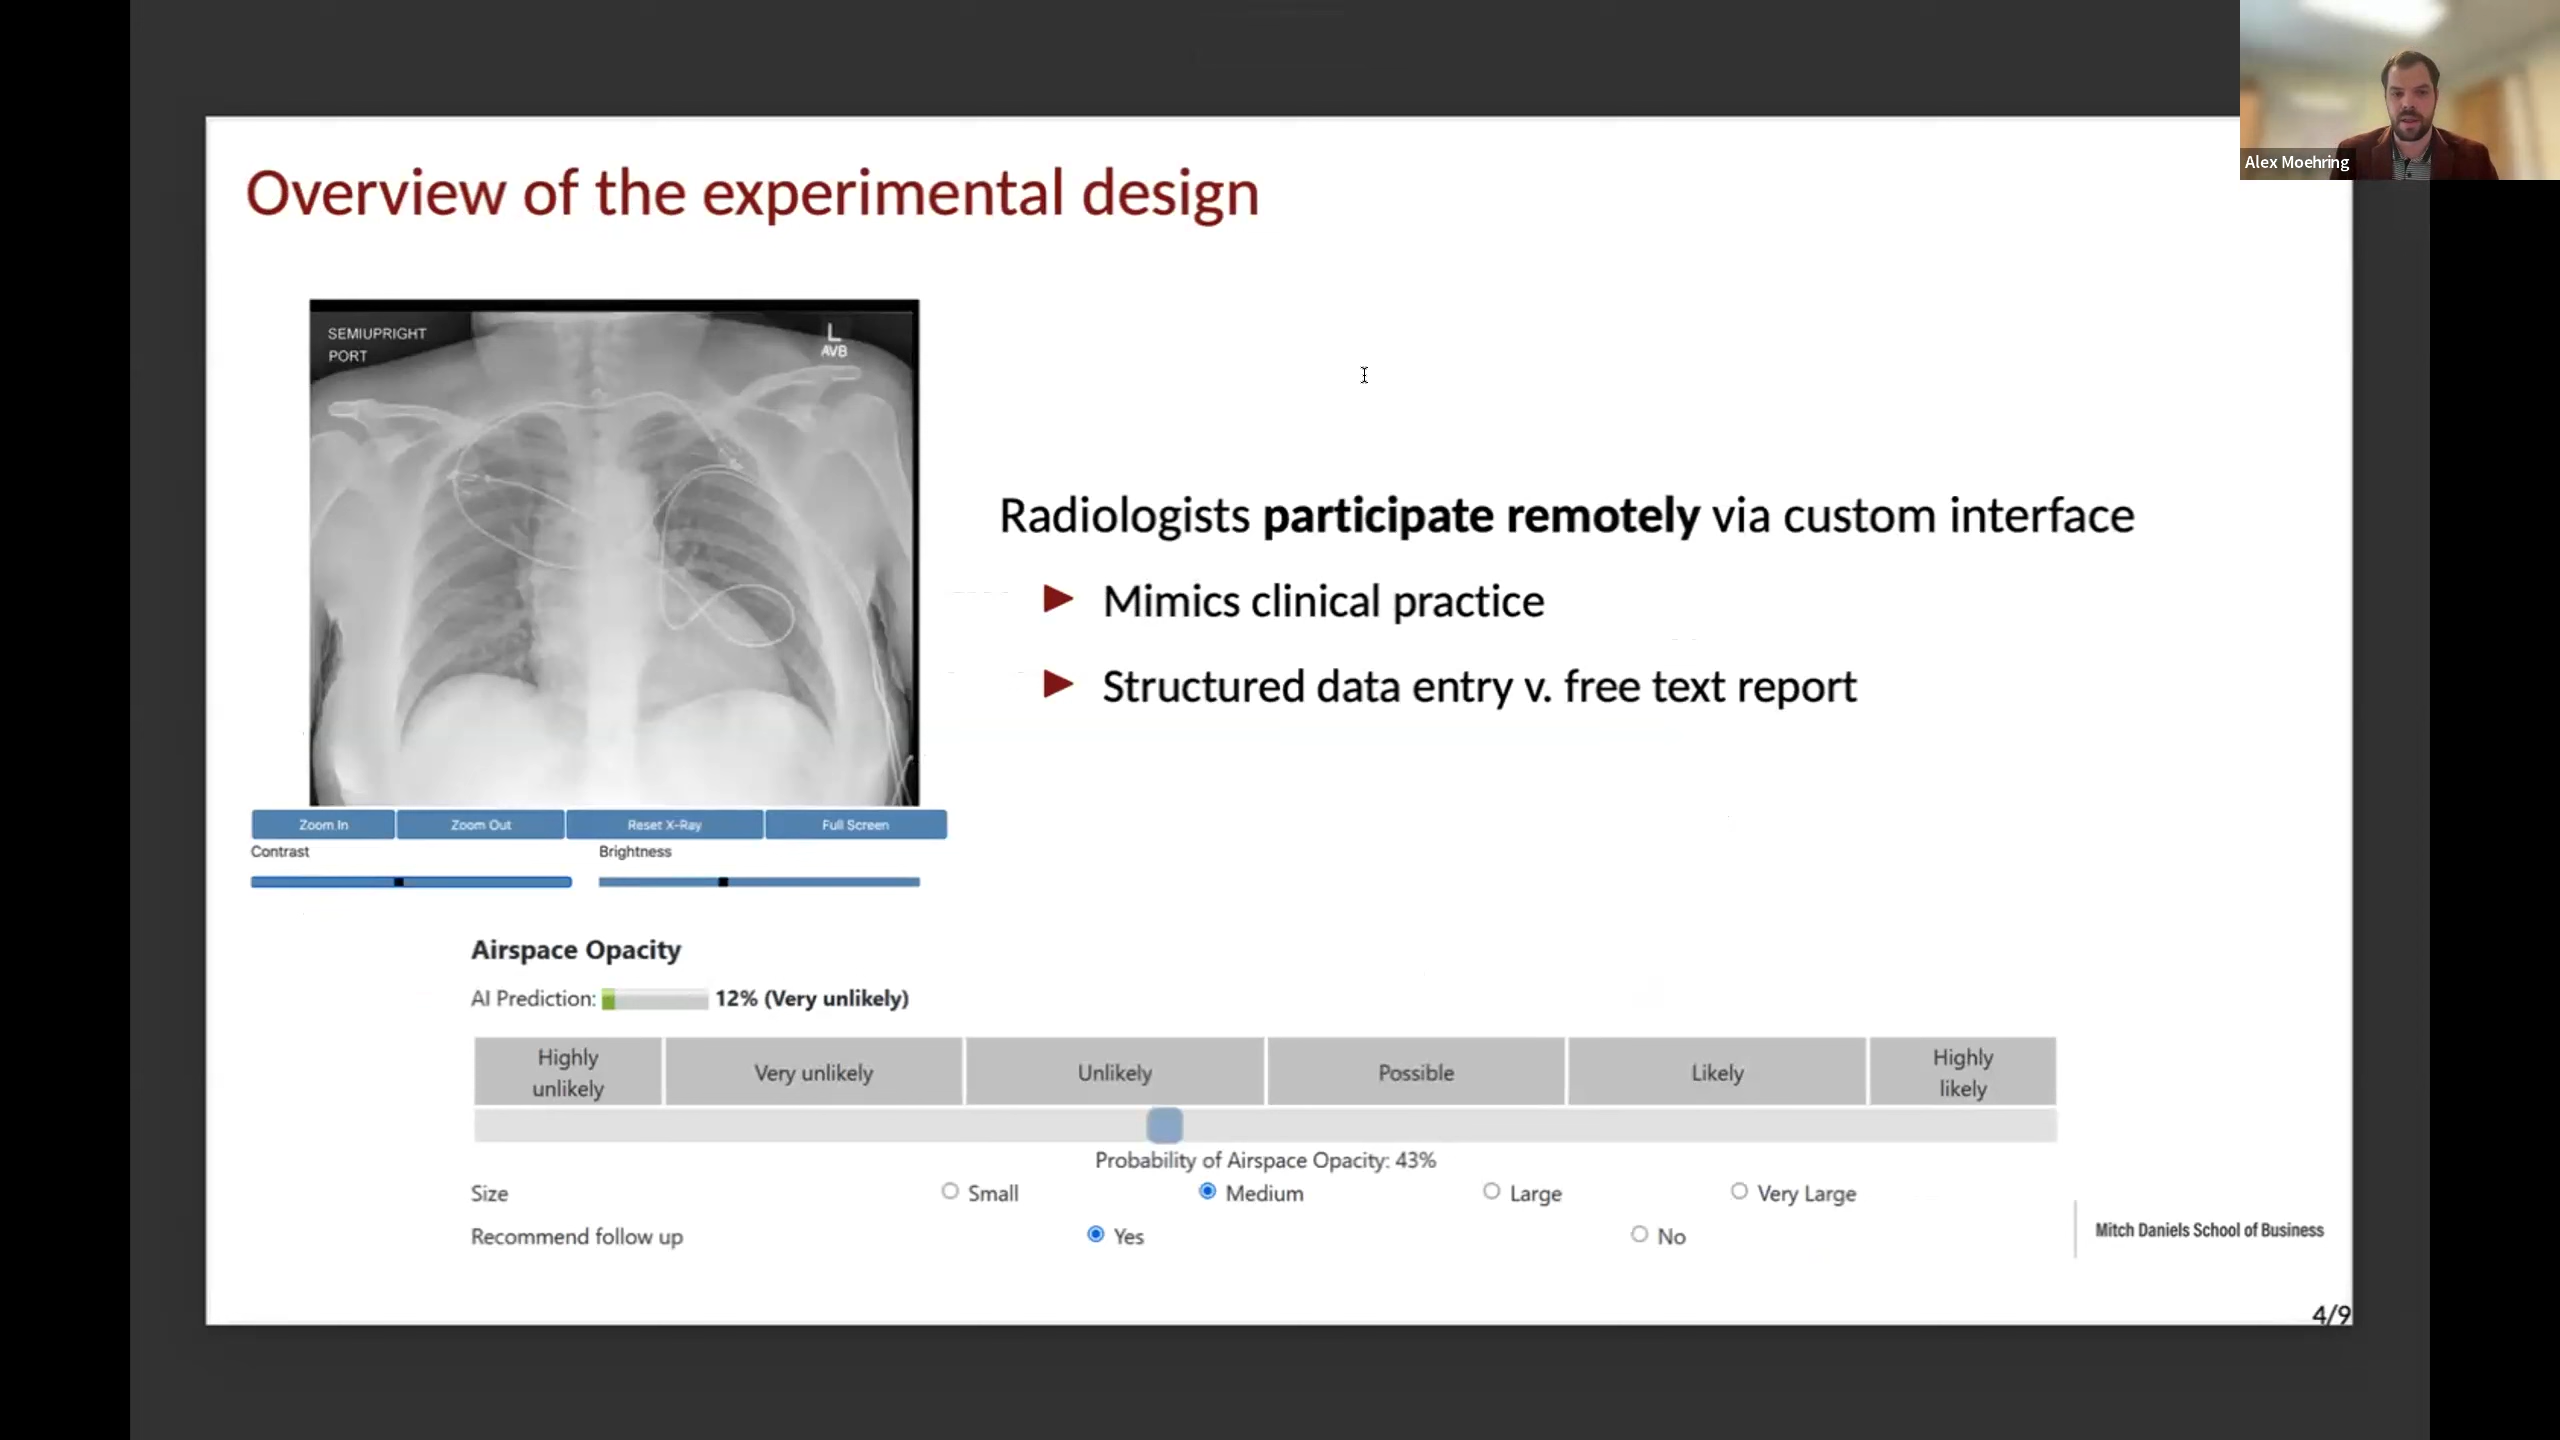 Alex Moehring
Overview of the experimental design
SEMIUPRIGHT
PORT
L
AVB
Radiologists participate remotely via custom interface
Mimics clinical practice
Structured data entry v. free text report
Zoom In Zoom Out Reset X-Ray Full Screen
Contrast Brightness
Airspace Opacity
AI Prediction: 12% (Very unlikely)
Highly unlikely Very unlikely Unlikely Possible Likely Highly likely
Probability of Airspace Opacity: 43%
Size Small Medium Large Very Large
Recommend follow up Yes No
Mitch Daniels School of Business
4/9